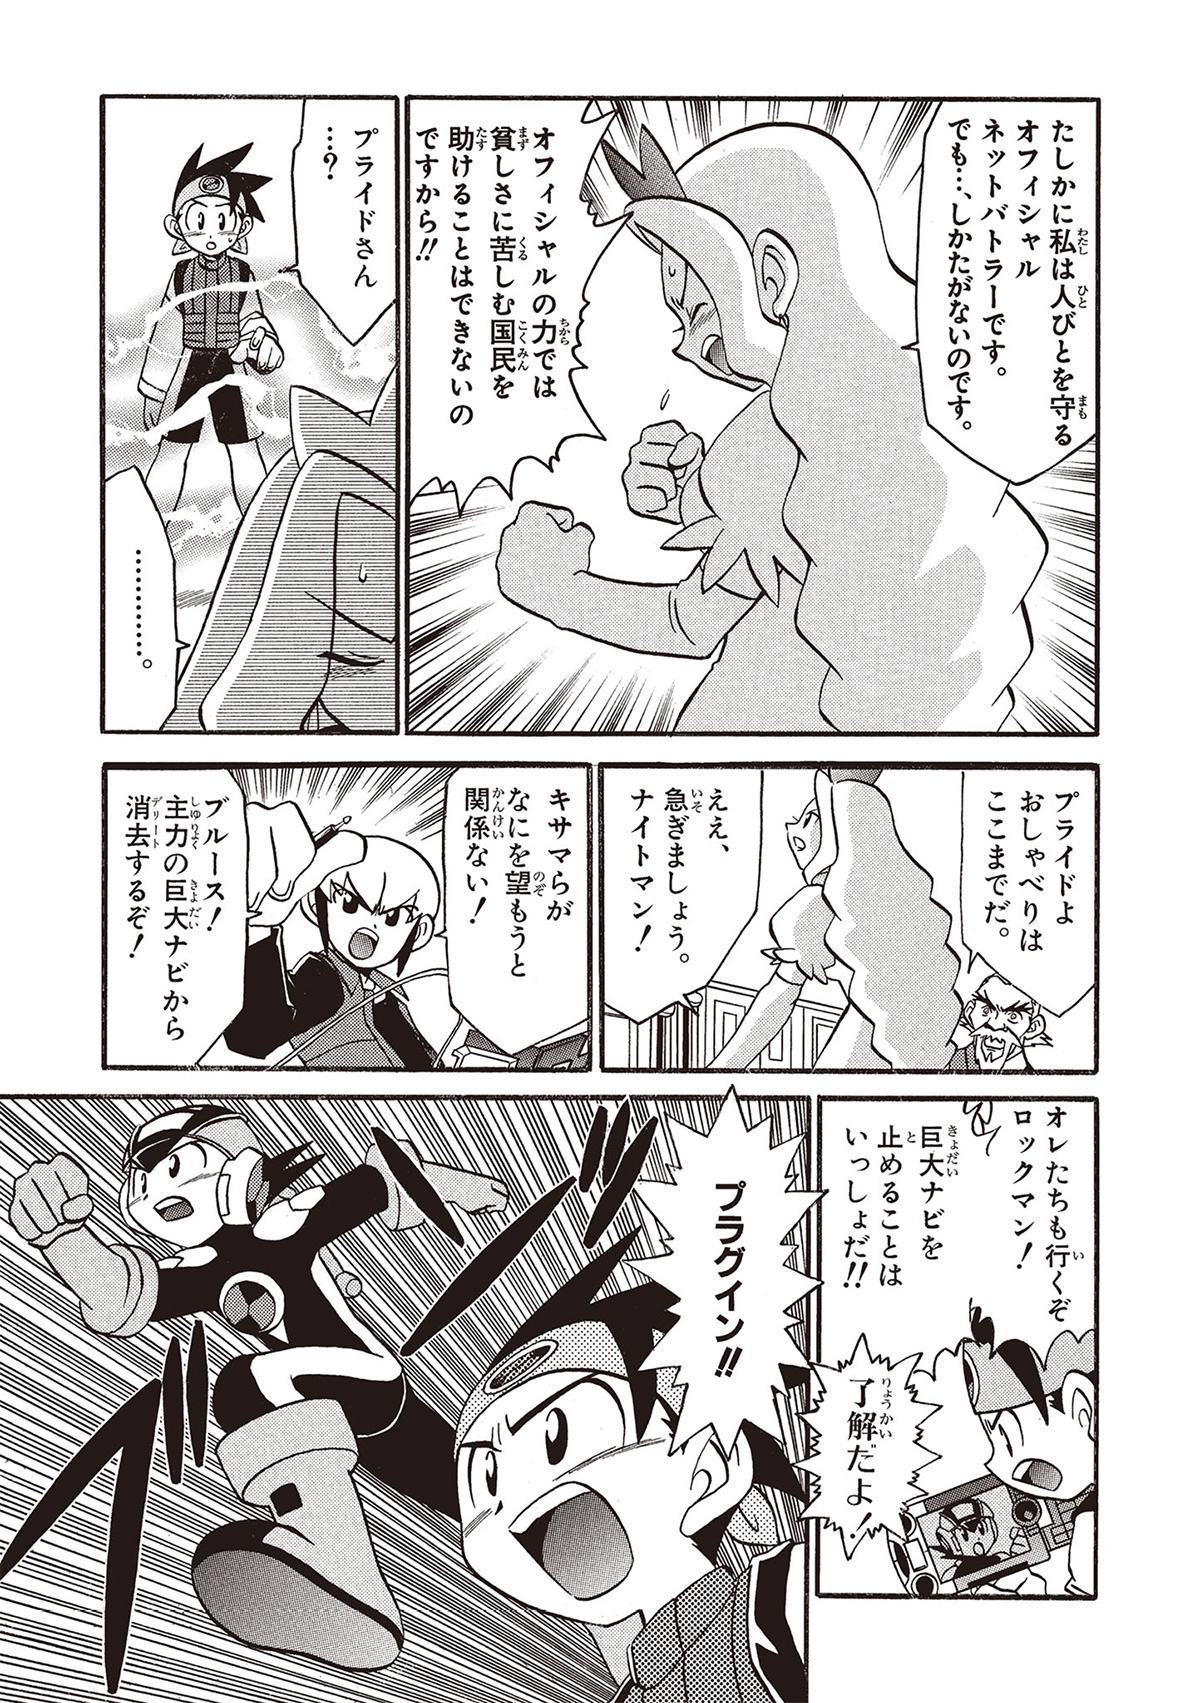 たしかに私は人びとを守る
オフィシャル
ネットバトラーです。
でも…、しかたがないのです。
オフィシャルの力では
貧しさに苦しむ国民を
助けることはできないの
ですから!!
プライドさん
…?
…………。
プライドよ
おしゃべりは
ここまでだ。
ええ、
急ぎましょう。
ナイトマン!
キサマらが
なにを望もうと
関係ない!
ブルース!
主力の巨大ナビから
消去するぞ!
オレたちも行くぞ
ロックマン!
巨大ナビを
止めることは
いっしょだ!!
了解だよ!
プラグイン!!
バーン